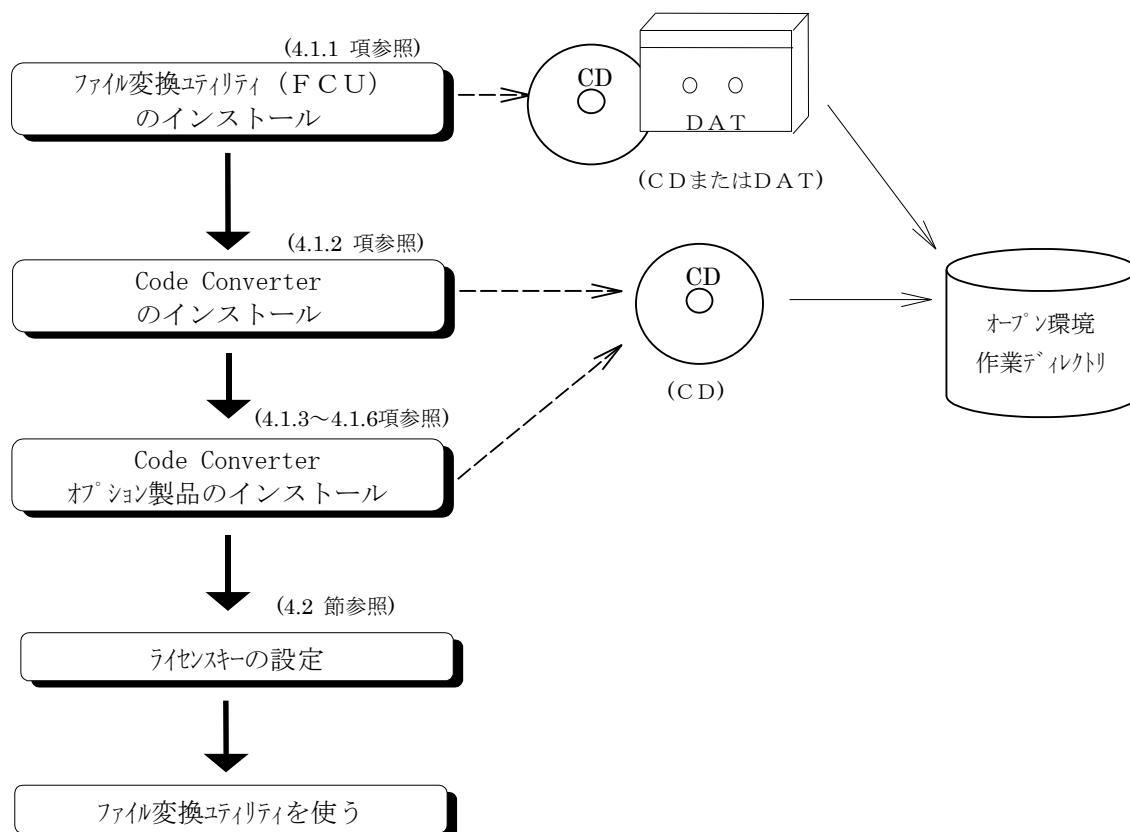 (4.1.1 項参照)
ファイル変換ユティリティ（ＦＣＵ）
のインストール
CD
DAT
(ＣＤまたはＤＡＴ)
(4.1.2 項参照)
Code Converter
のインストール
CD
(ＣＤ)
オープン環境
作業ディレクトリ
(4.1.3～4.1.6項参照)
Code Converter
オプション製品のインストール
(4.2 節参照)
ライセンスキーの設定
ファイル変換ユティリティを使う